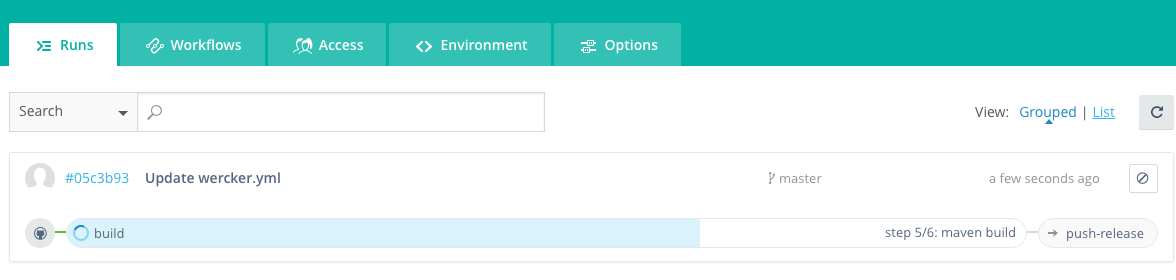 Runs Workflows Access Environment Options
Search View: Grouped | List
#05c3b93 Update wercker.yml master a few seconds ago
build step 5/6: maven build push-release